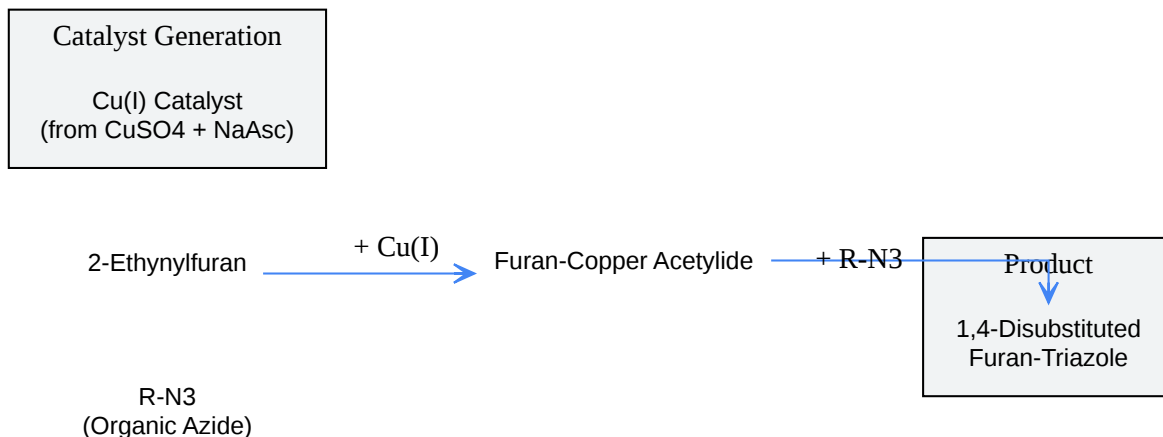 Catalyst Generation
Cu(I) Catalyst
(from CuSO4 + NaAsc)
2-Ethynylfuran
+ Cu(I)
Furan-Copper Acetylide
+ R-N3
Product
1,4-Disubstituted
Furan-Triazole
R-N3
(Organic Azide)